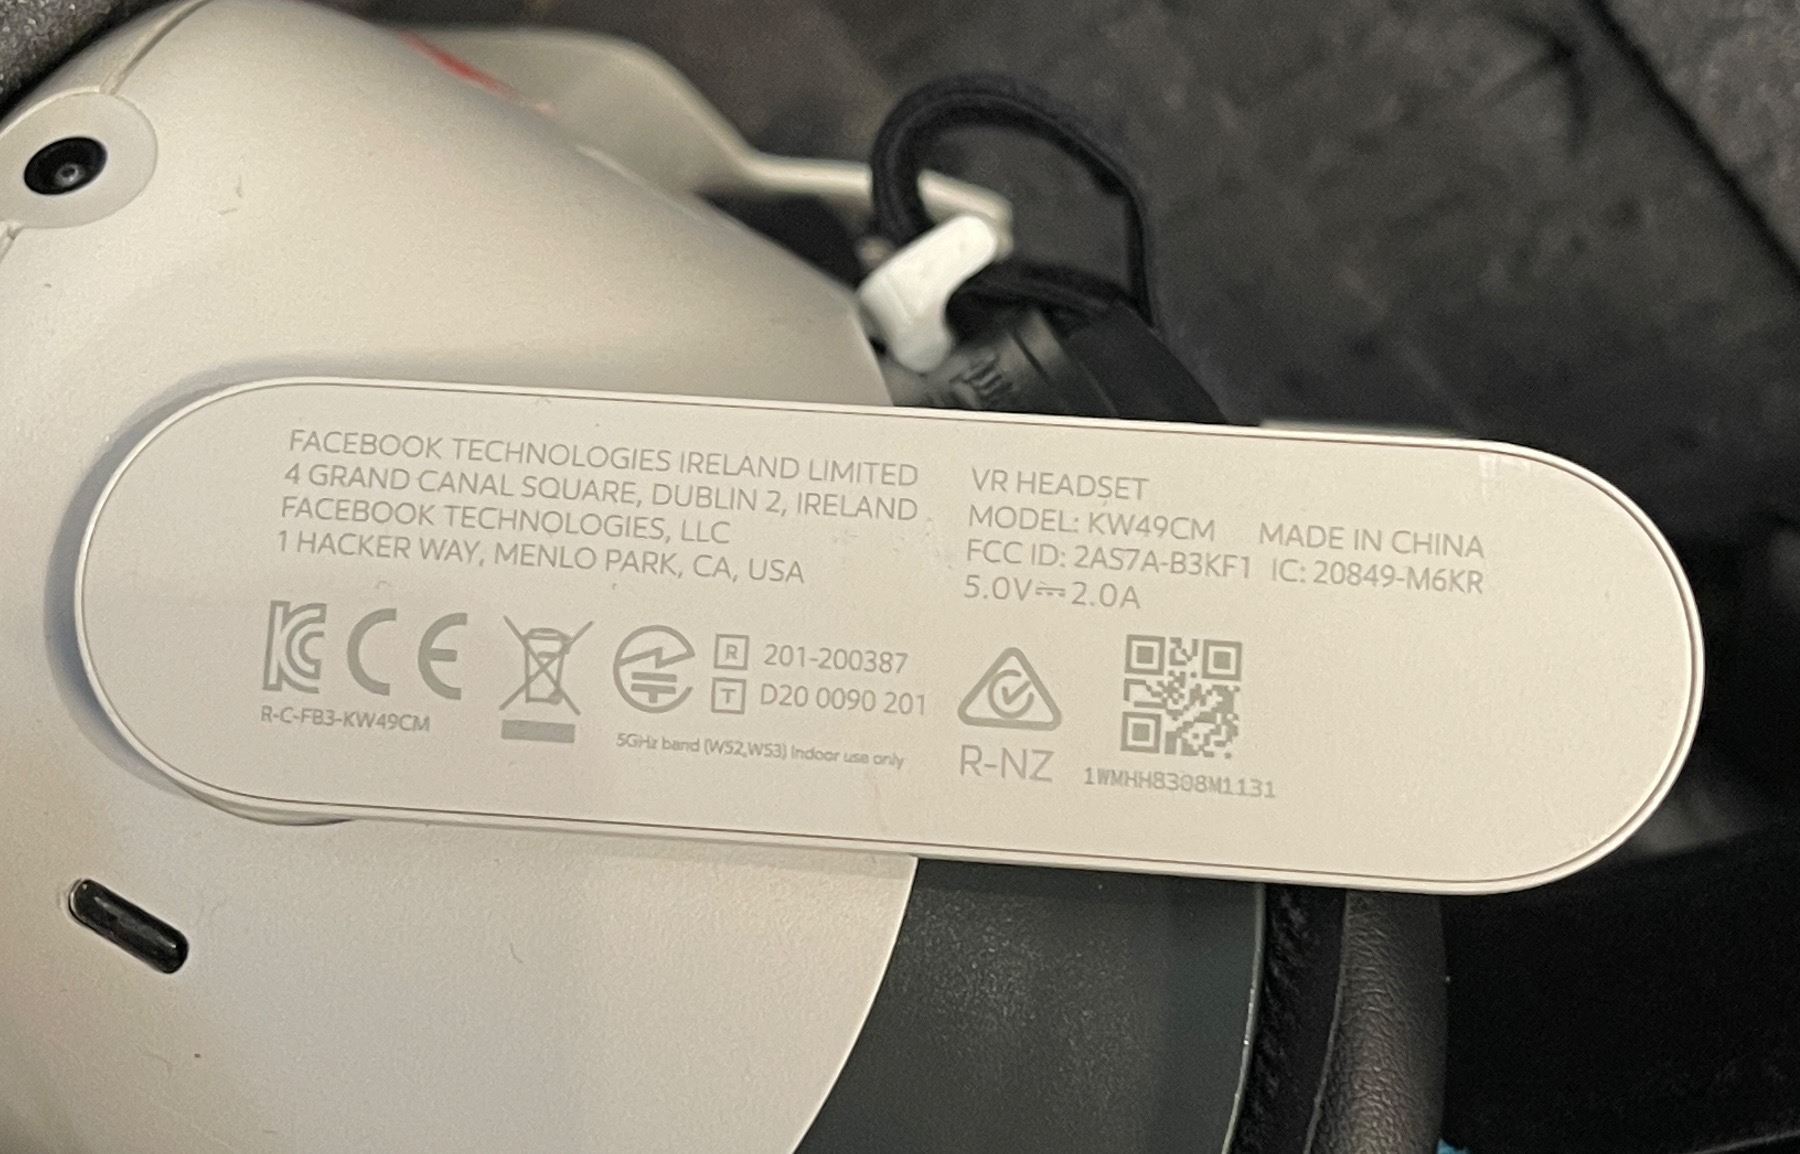 FACEBOOK TECHNOLOGIES IRELAND LIMITED
4 GRAND CANAL SQUARE, DUBLIN 2, IRELAND
FACEBOOK TECHNOLOGIES, LLC
1 HACKER WAY, MENLO PARK, CA, USA
VR HEADSET
MODEL: KW49CM MADE IN CHINA
FCC ID: 2AS7A-B3KF1 IC: 20849-M6KR
5.0V⎓2.0A
KC CE
R-C-FB3-KW49CM
R 201-200387
T D20 0090 201
5GHz band (W52,W53) Indoor use only
R-NZ
1WMHH8308M1131